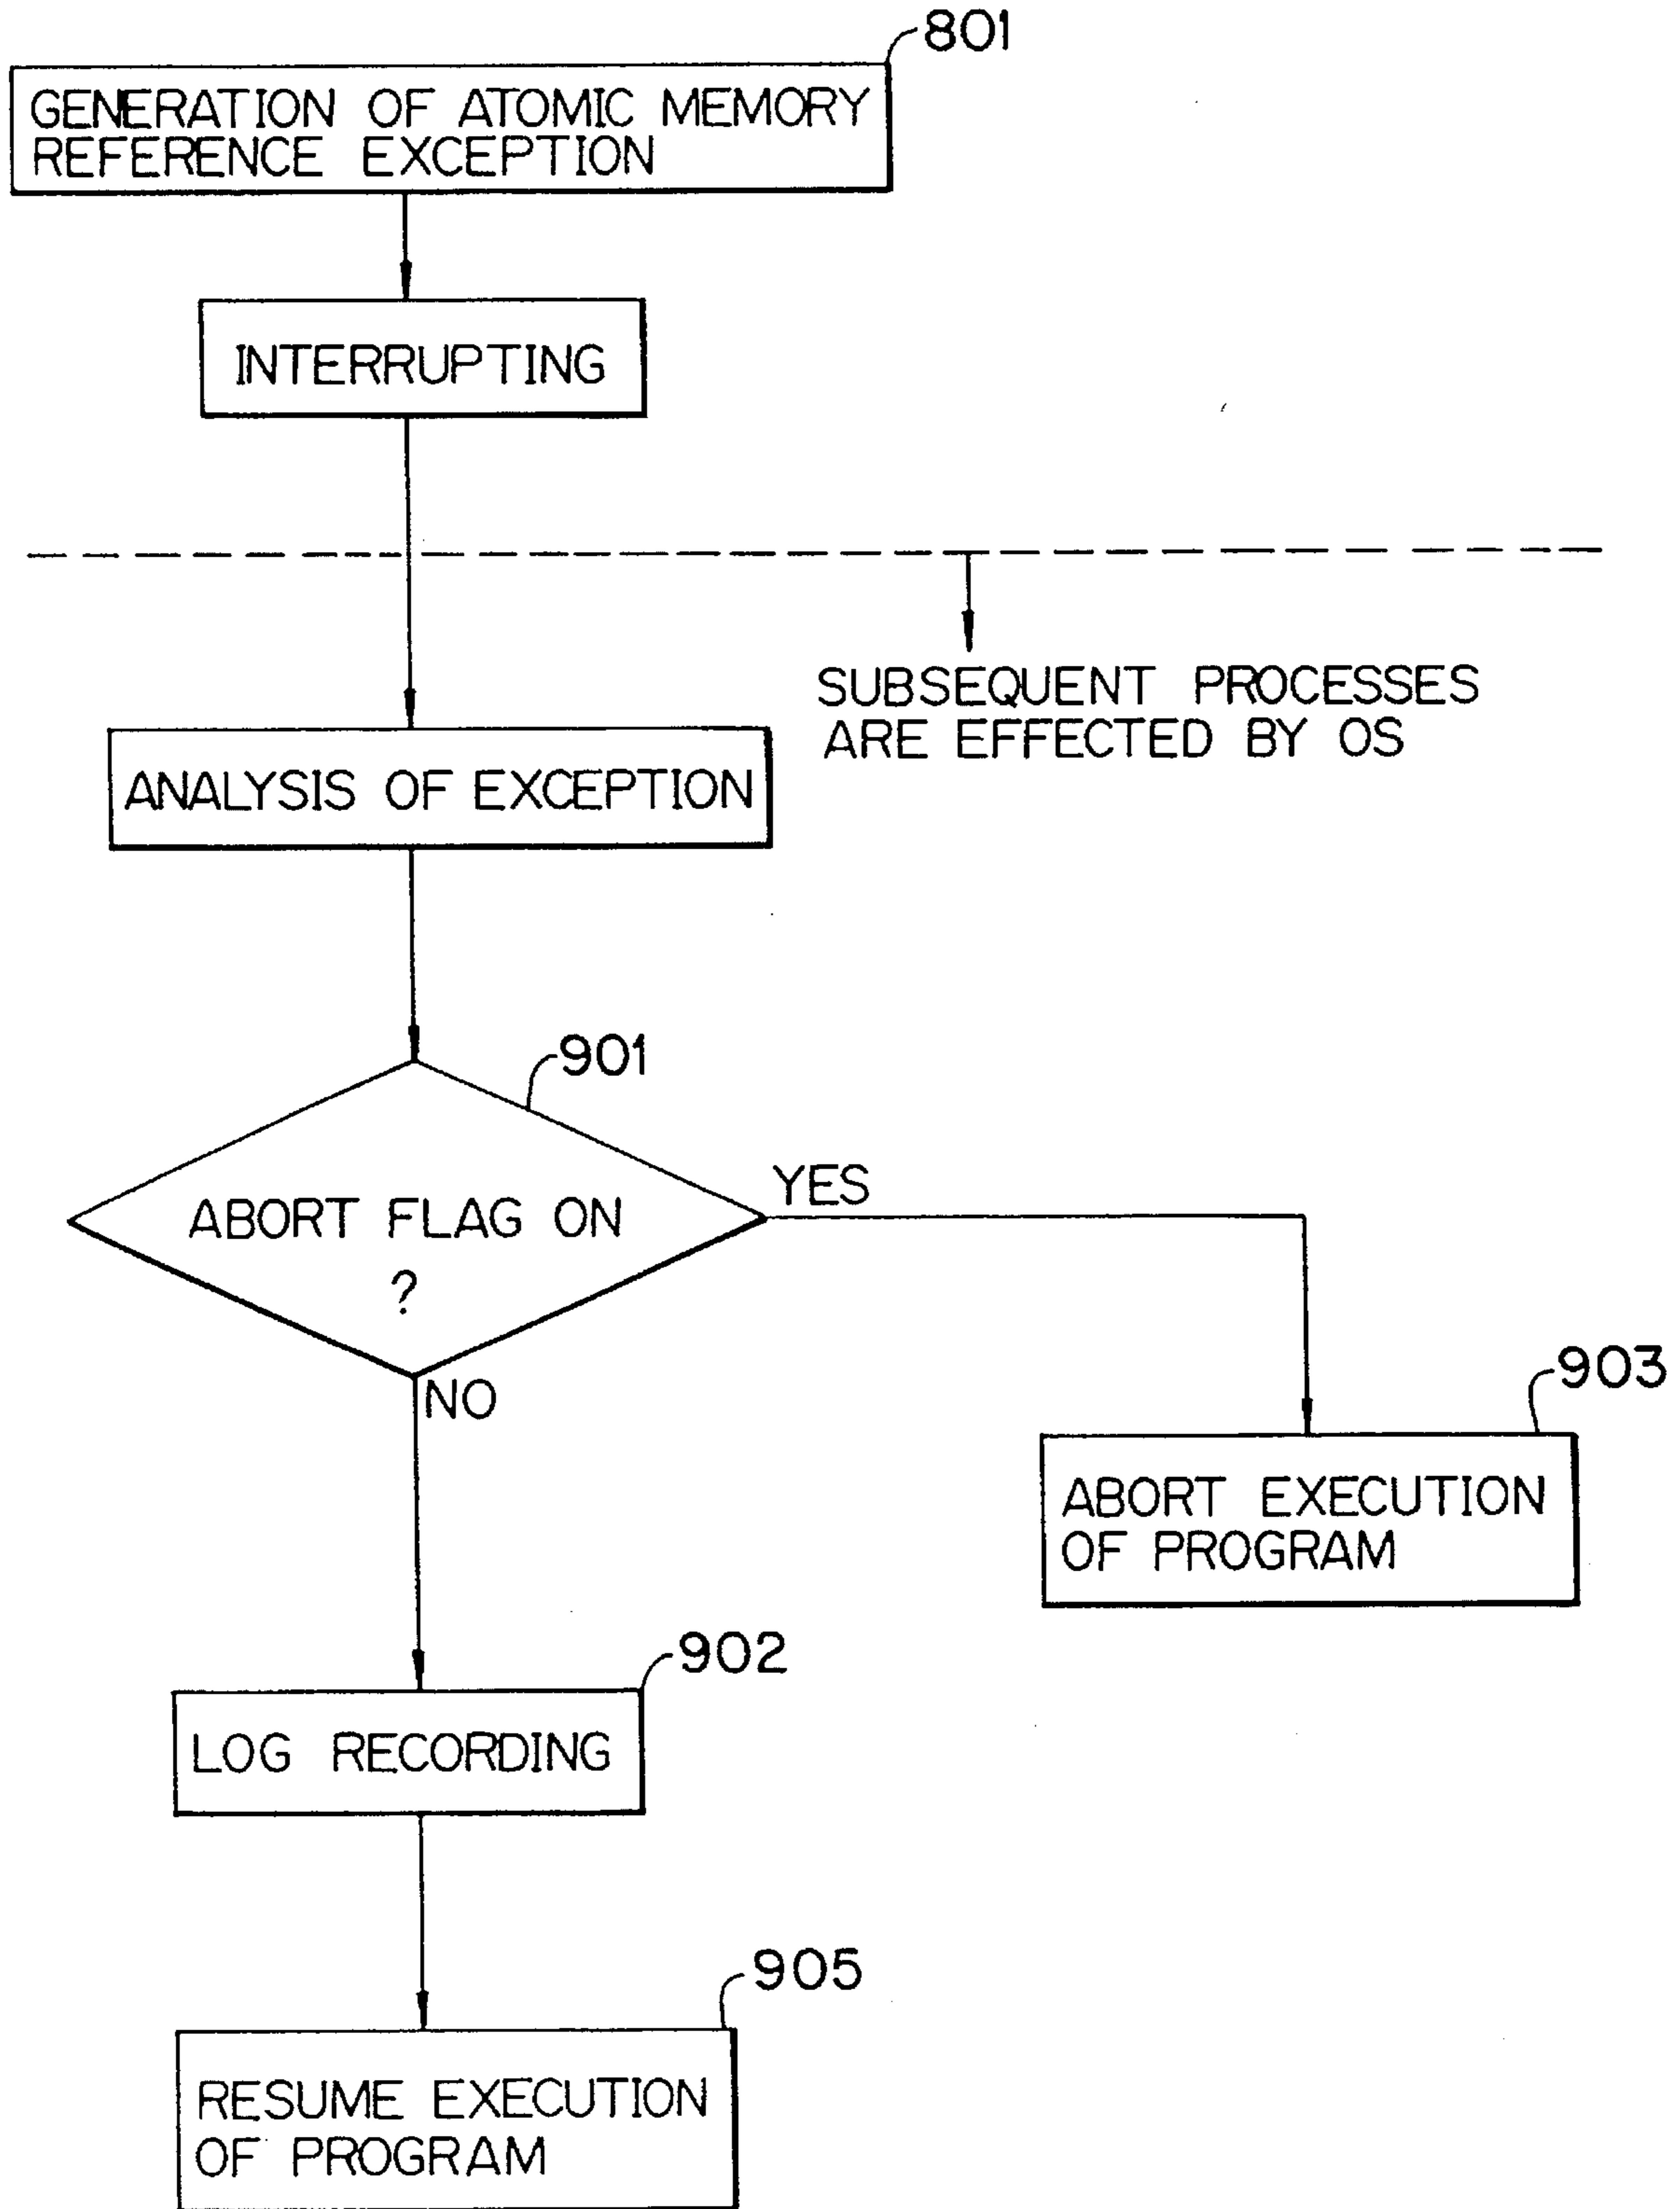 801
GENERATION OF ATOMIC MEMORY
REFERENCE EXCEPTION
INTERRUPTING
SUBSEQUENT PROCESSES
ARE EFFECTED BY OS
ANALYSIS OF EXCEPTION
901
ABORT FLAG ON
?
YES
NO
903
ABORT EXECUTION
OF PROGRAM
902
LOG RECORDING
905
RESUME EXECUTION
OF PROGRAM